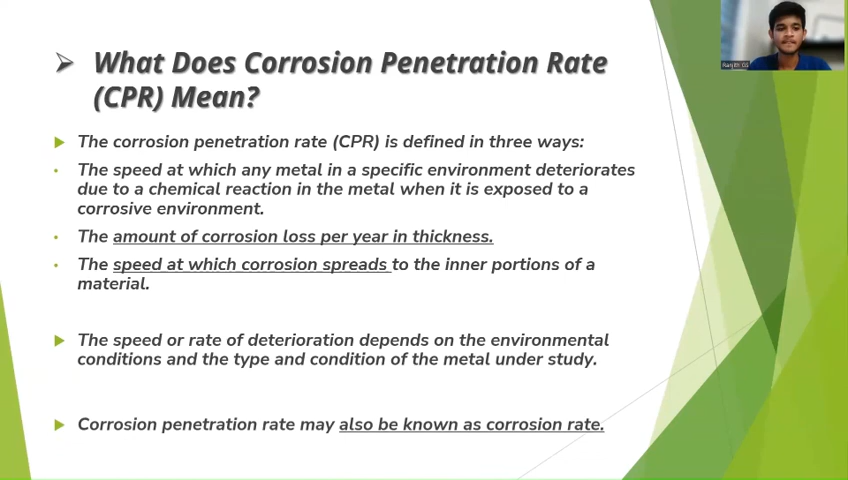 What Does Corrosion Penetration Rate
(CPR) Mean?
The corrosion penetration rate (CPR) is defined in three ways:
The speed at which any metal in a specific environment deteriorates
due to a chemical reaction in the metal when it is exposed to a
corrosive environment.
The amount of corrosion loss per year in thickness.
The speed at which corrosion spreads to the inner portions of a
material.
The speed or rate of deterioration depends on the environmental
conditions and the type and condition of the metal under study.
Corrosion penetration rate may also be known as corrosion rate.